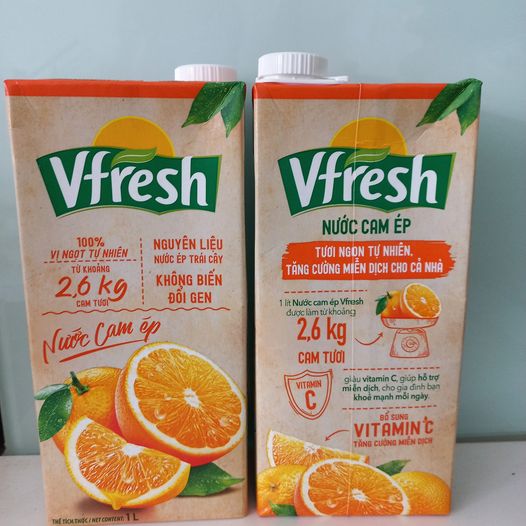 Vfresh
100%
VỊ NGỌT TỰ NHIÊN
TỪ KHOẢNG
2,6 kg
CAM TƯƠI
NGUYÊN LIỆU
NƯỚC ÉP TRÁI CÂY
KHÔNG BIẾN
ĐỔI GEN
Nước Cam ép
THỂ TÍCH THỰC / NET CONTENT: 1 L
Vfresh
NƯỚC CAM ÉP
TƯƠI NGON TỰ NHIÊN,
TĂNG CƯỜNG MIỄN DỊCH CHO CẢ NHÀ
1 lít Nước cam ép Vfresh
được làm từ khoảng
2,6 kg
CAM TƯƠI
VITAMIN
C
giàu vitamin C, giúp hỗ trợ
miễn dịch, cho gia đình bạn
khoẻ mạnh mỗi ngày.
BỔ SUNG
VITAMIN C
TĂNG CƯỜNG MIỄN DỊCH